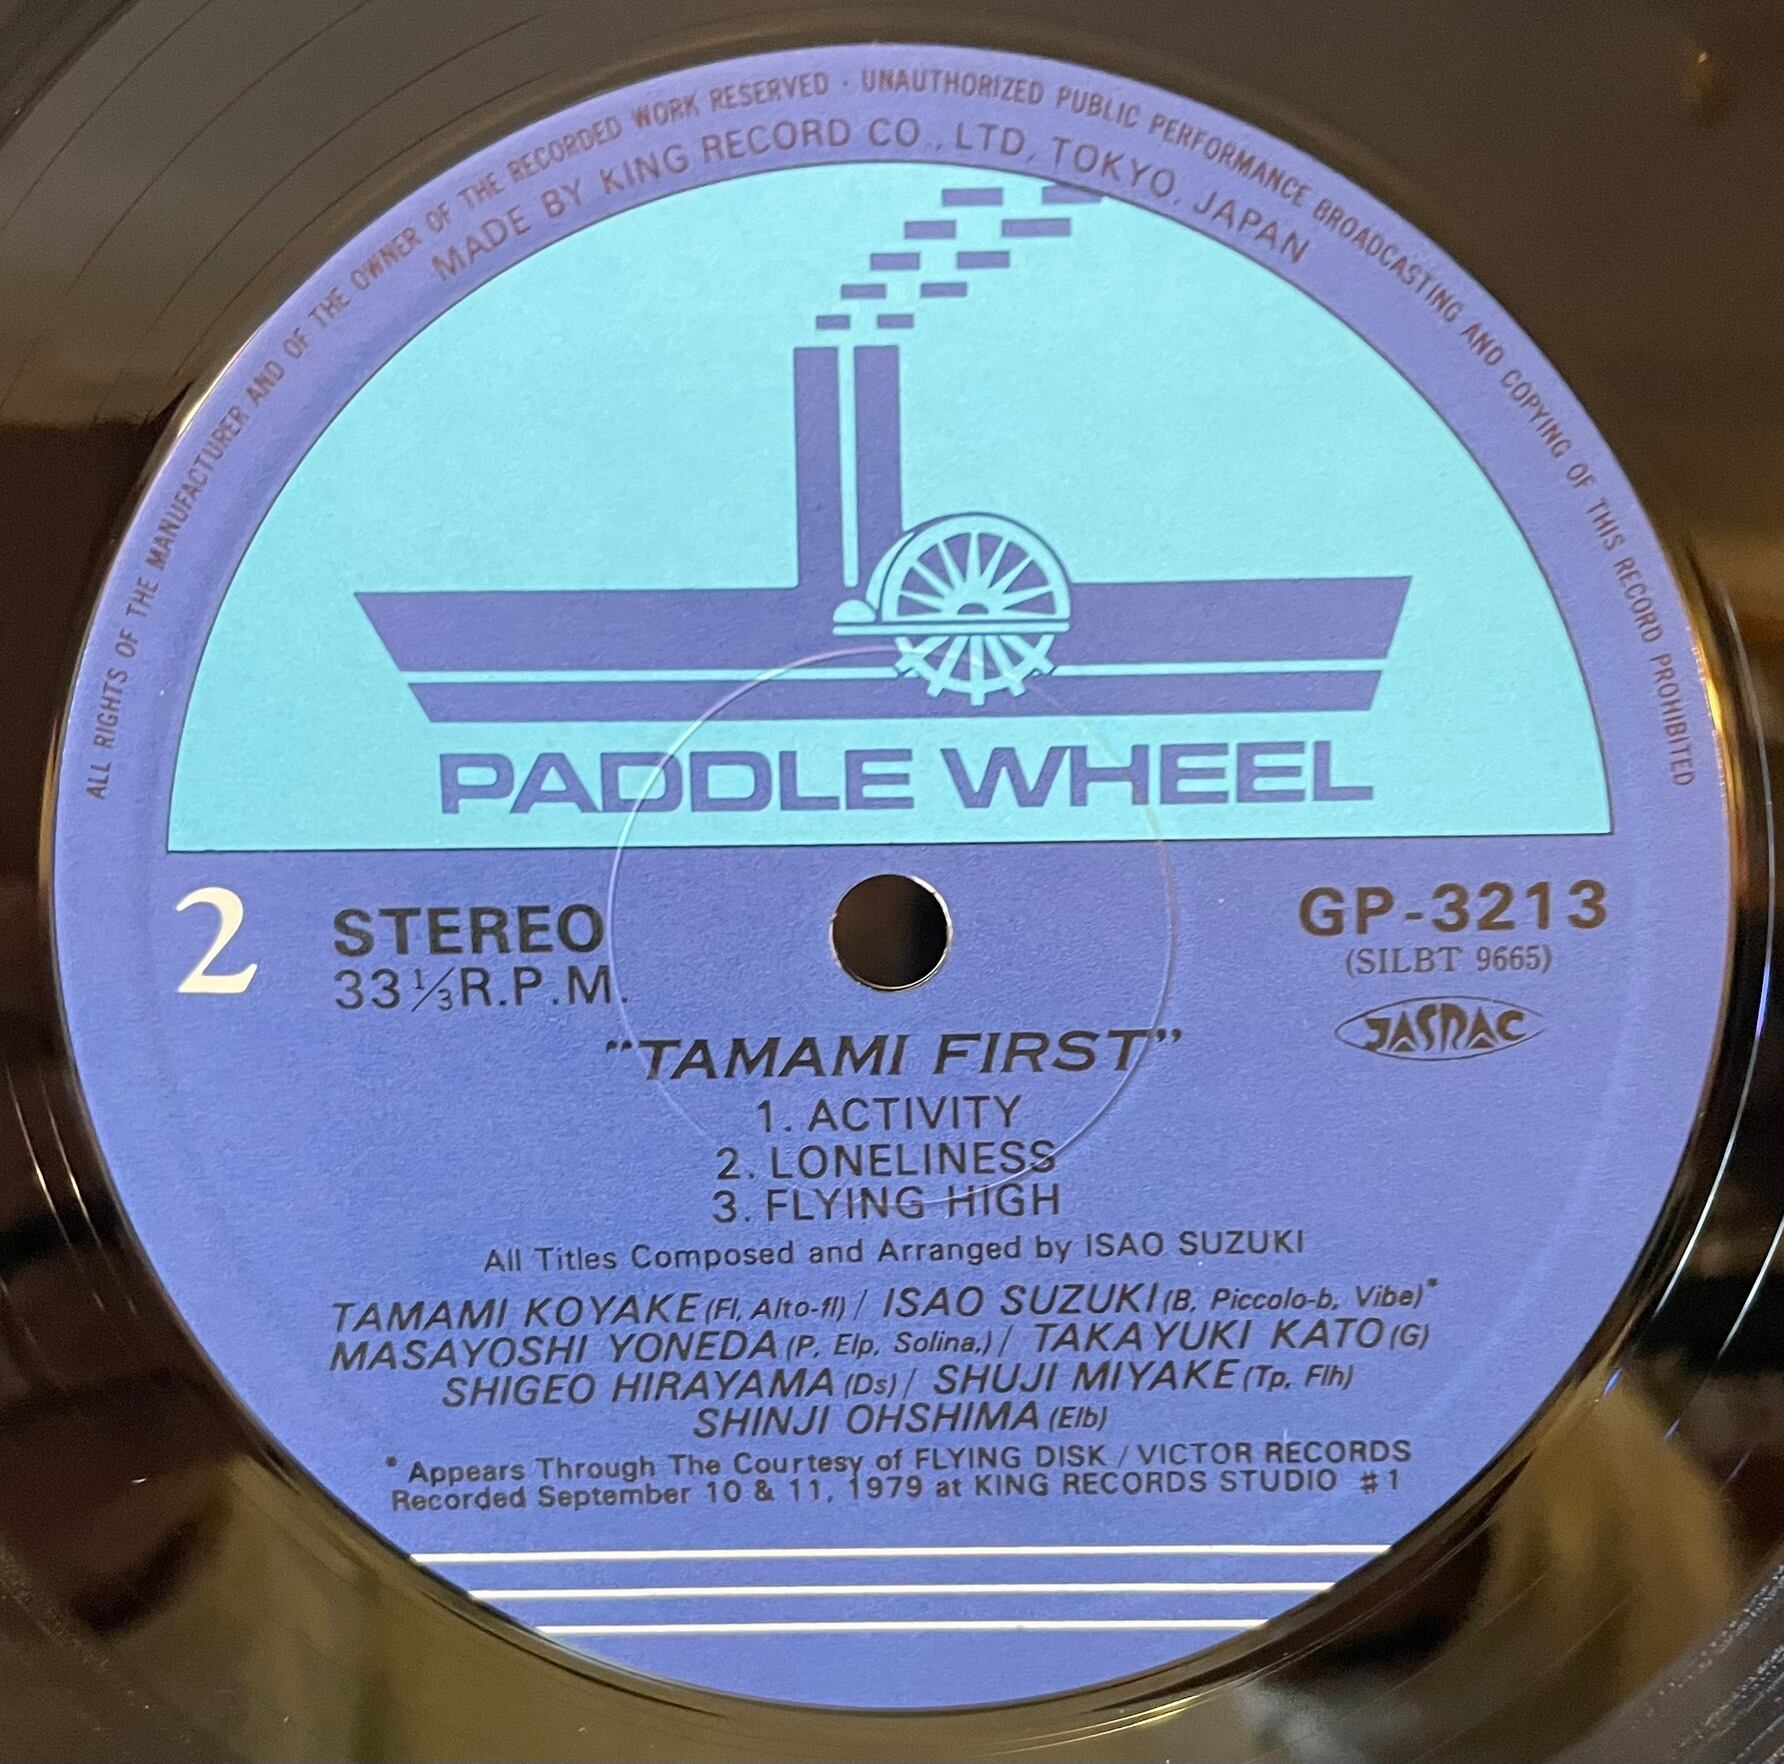 ALL RIGHTS OF THE MANUFACTURER AND OF THE OWNER OF THE RECORDED WORK RESERVED · UNAUTHORIZED PUBLIC PERFORMANCE BROADCASTING AND COPYING OF THIS RECORD PROHIBITED
MADE BY KING RECORD CO., LTD, TOKYO, JAPAN
PADDLE WHEEL
2
STEREO
33 1/3 R.P.M.
GP-3213
(SILBT 9665)
JASRAC
"TAMAMI FIRST"
1. ACTIVITY
2. LONELINESS
3. FLYING HIGH
All Titles Composed and Arranged by ISAO SUZUKI
TAMAMI KOYAKE (Fl, Alto-fl) / ISAO SUZUKI (B, Piccolo-b, Vibe)*
MASAYOSHI YONEDA (P, Elp, Solina,) / TAKAYUKI KATO (G)
SHIGEO HIRAYAMA (Ds) / SHUJI MIYAKE (Tp, Flh)
SHINJI OHSHIMA (Elb)
* Appears Through The Courtesy of FLYING DISK / VICTOR RECORDS
Recorded September 10 & 11, 1979 at KING RECORDS STUDIO #1